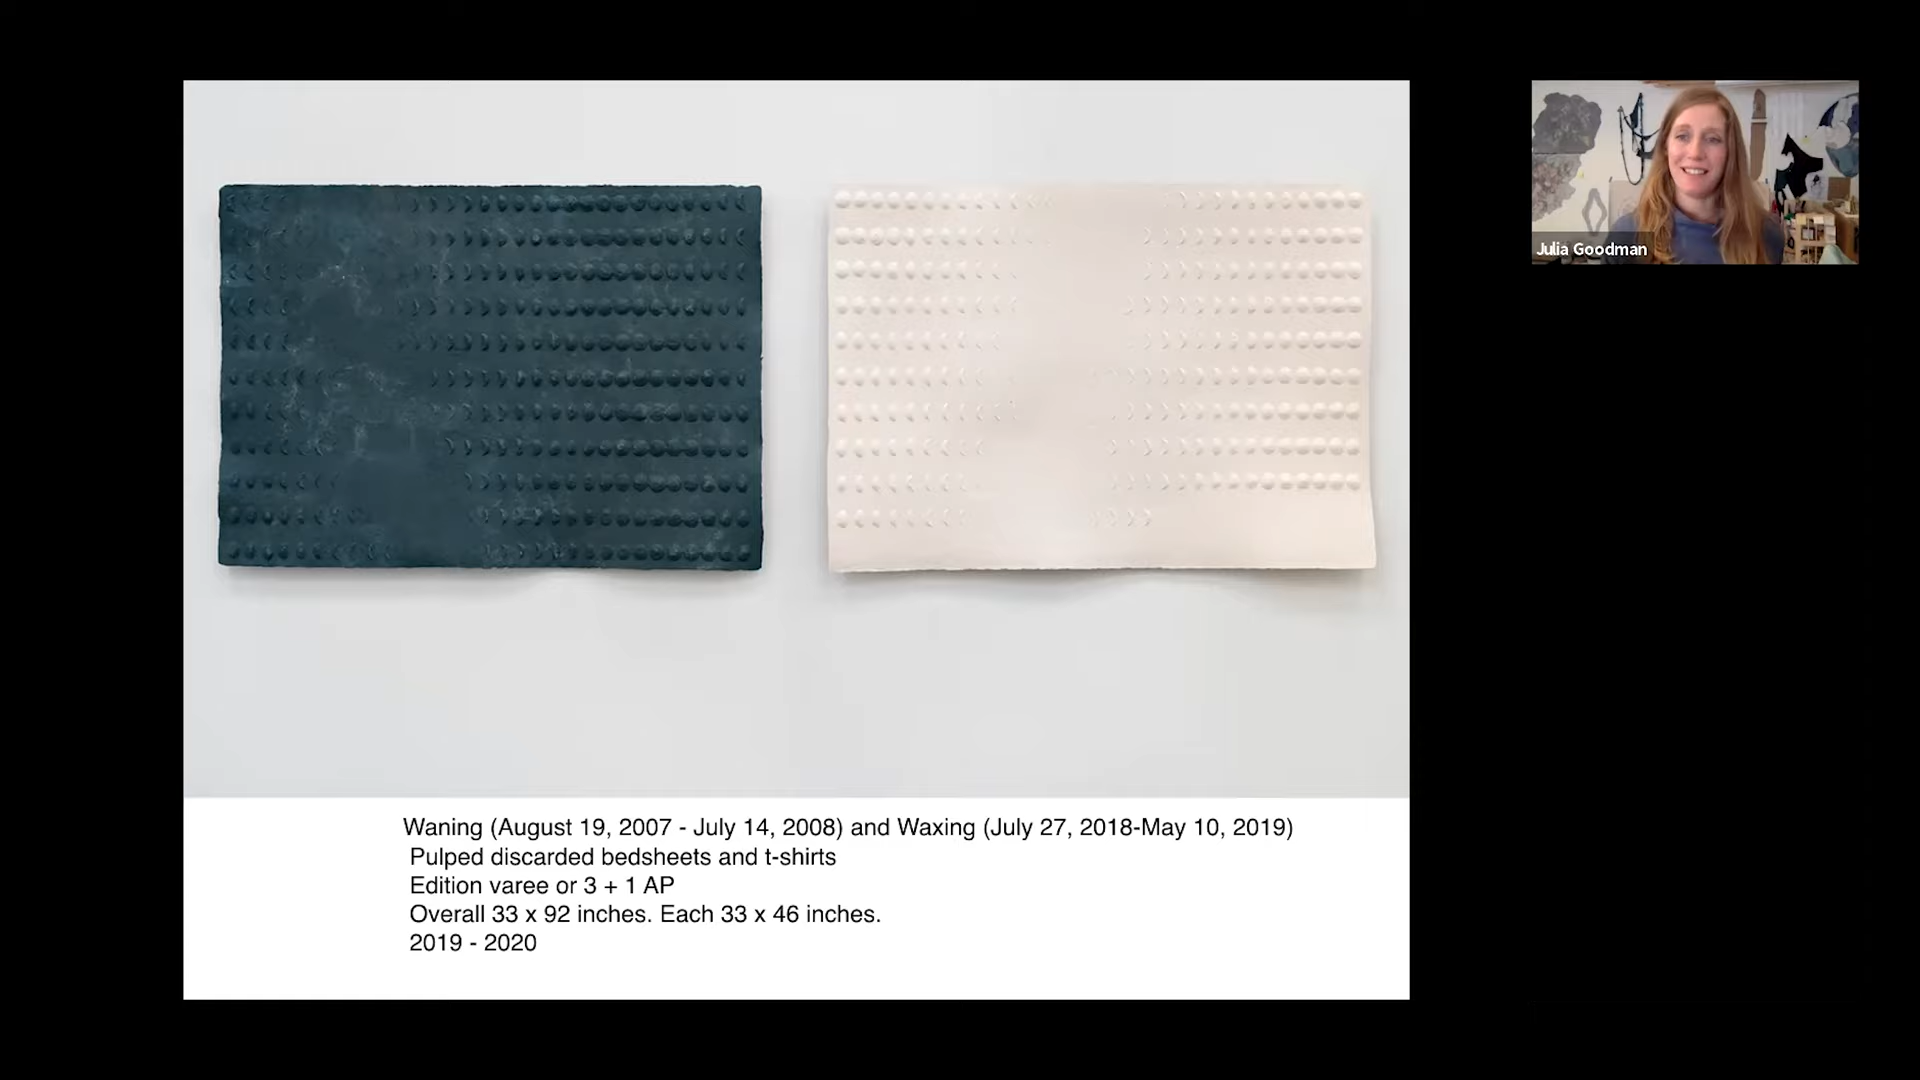 Julia Goodman
Waning (August 19, 2007 - July 14, 2008) and Waxing (July 27, 2018-May 10, 2019)
Pulped discarded bedsheets and t-shirts
Edition varee or 3 + 1 AP
Overall 33 x 92 inches. Each 33 x 46 inches.
2019 - 2020